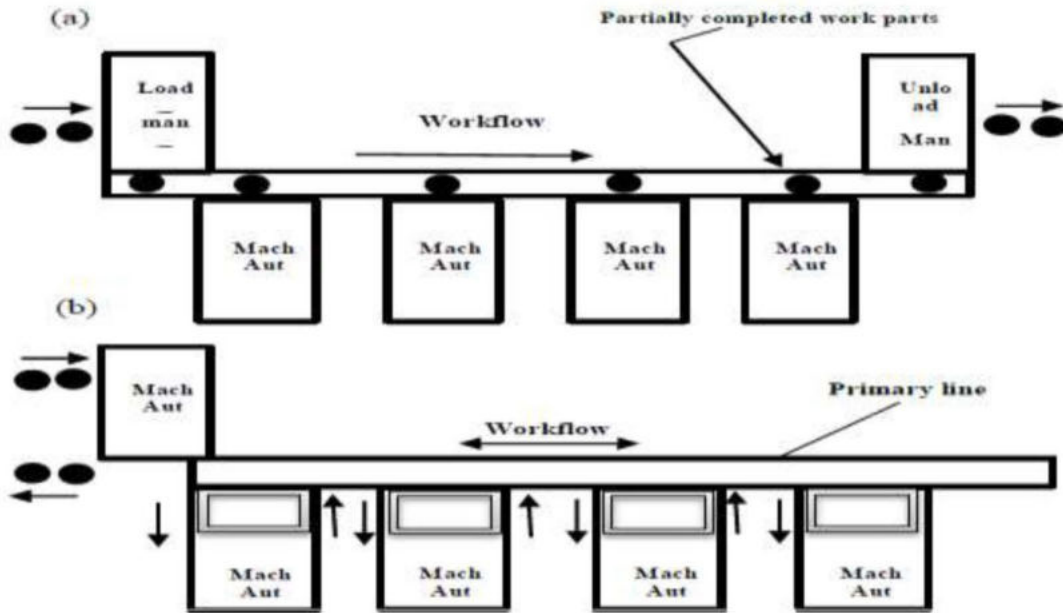 (a)
Partially completed work parts
Load
_
man
_
Unlo
ad
Man
Workflow
Mach
Aut
Mach
Aut
Mach
Aut
Mach
Aut
(b)
Mach
Aut
Primary line
Workflow
Mach
Aut
Mach
Aut
Mach
Aut
Mach
Aut